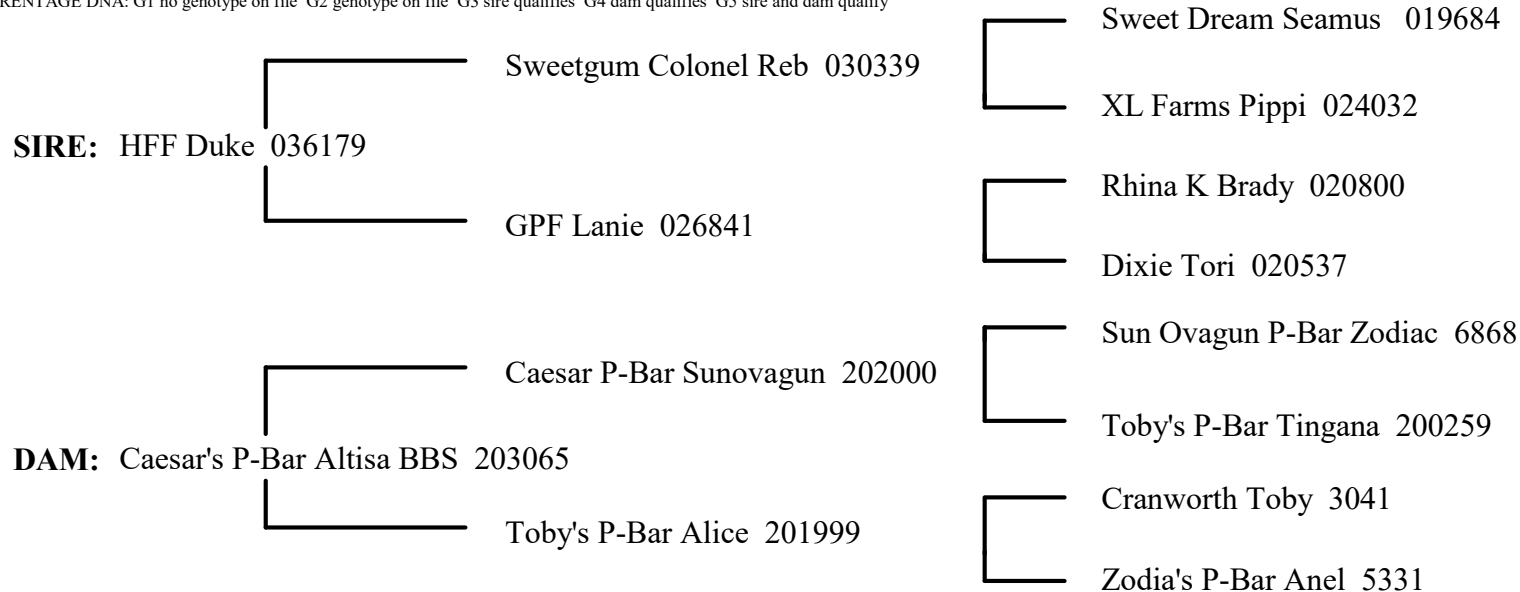 RENTAGE DNA: G1 no genotype on file G2 genotype on file G3 sire qualifies G4 dam qualifies G5 sire and dam qualify
Sweet Dream Seamus 019684
Sweetgum Colonel Reb 030339
XL Farms Pippi 024032
SIRE: HFF Duke 036179
Rhina K Brady 020800
GPF Lanie 026841
Dixie Tori 020537
Sun Ovagun P-Bar Zodiac 6868
Caesar P-Bar Sunovagun 202000
Toby's P-Bar Tingana 200259
DAM: Caesar's P-Bar Altisa BBS 203065
Cranworth Toby 3041
Toby's P-Bar Alice 201999
Zodia's P-Bar Anel 5331